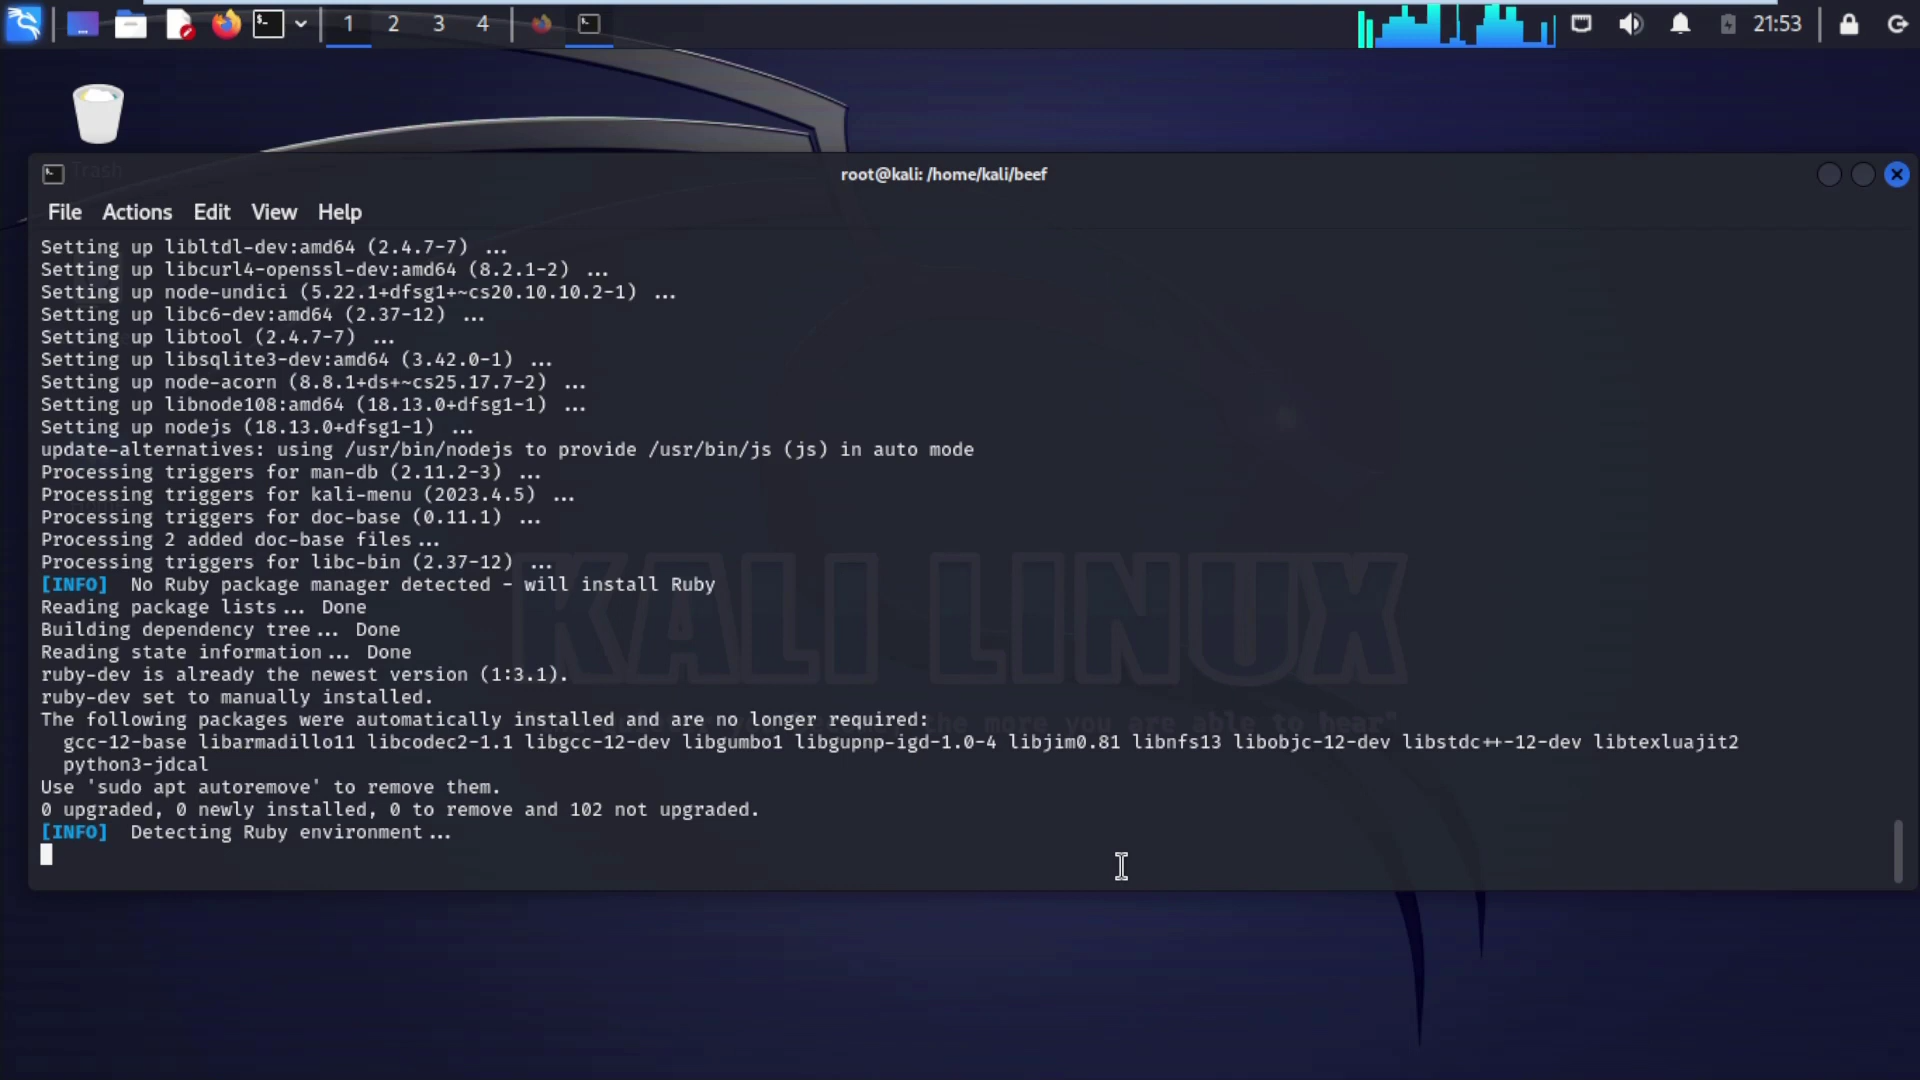 1 2 3 4 21:53
Trash
root@kali: /home/kali/beef
File Actions Edit View Help
Setting up libltdl-dev:amd64 (2.4.7-7) ...
Setting up libcurl4-openssl-dev:amd64 (8.2.1-2) ...
Setting up node-undici (5.22.1+dfsg1+~cs20.10.10.2-1) ...
Setting up libc6-dev:amd64 (2.37-12) ...
Setting up libtool (2.4.7-7) ...
Setting up libsqlite3-dev:amd64 (3.42.0-1) ...
Setting up node-acorn (8.8.1+ds+~cs25.17.7-2) ...
Setting up libnode108:amd64 (18.13.0+dfsg1-1) ...
Setting up nodejs (18.13.0+dfsg1-1) ...
update-alternatives: using /usr/bin/nodejs to provide /usr/bin/js (js) in auto mode
Processing triggers for man-db (2.11.2-3) ...
Processing triggers for kali-menu (2023.4.5) ...
Processing triggers for doc-base (0.11.1) ...
Processing 2 added doc-base files...
Processing triggers for libc-bin (2.37-12) ...
[INFO] No Ruby package manager detected - will install Ruby
Reading package lists... Done
Building dependency tree... Done
Reading state information... Done
ruby-dev is already the newest version (1:3.1).
ruby-dev set to manually installed.
The following packages were automatically installed and are no longer required:
gcc-12-base libarmadillo11 libcodec2-1.1 libgcc-12-dev libgumbo1 libgupnp-igd-1.0-4 libjim0.81 libnfs13 libobjc-12-dev libstdc++-12-dev libtexluajit2
python3-jdcal
Use 'sudo apt autoremove' to remove them.
0 upgraded, 0 newly installed, 0 to remove and 102 not upgraded.
[INFO] Detecting Ruby environment...
KALI LINUX
the more you are able to hear"